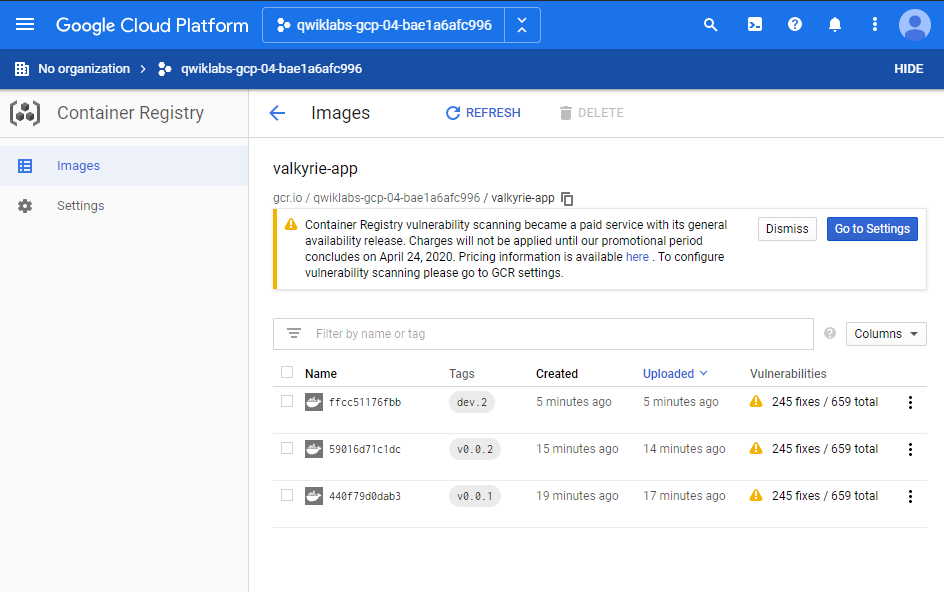 Google Cloud Platform qwiklabs-gcp-04-bae1a6afc996
No organization qwiklabs-gcp-04-bae1a6afc996 HIDE
Container Registry Images REFRESH DELETE
Images
Settings
valkyrie-app
gcr.io / qwiklabs-gcp-04-bae1a6afc996 / valkyrie-app
Container Registry vulnerability scanning became a paid service with its general
availability release. Charges will not be applied until our promotional period
concludes on April 24, 2020. Pricing information is available here . To configure
vulnerability scanning please go to GCR settings.
Dismiss Go to Settings
Filter by name or tag Columns
Name Tags Created Uploaded Vulnerabilities
ffcc51176fbb dev.2 5 minutes ago 5 minutes ago 245 fixes / 659 total
59016d71c1dc v0.0.2 15 minutes ago 14 minutes ago 245 fixes / 659 total
440f79d0dab3 v0.0.1 19 minutes ago 17 minutes ago 245 fixes / 659 total